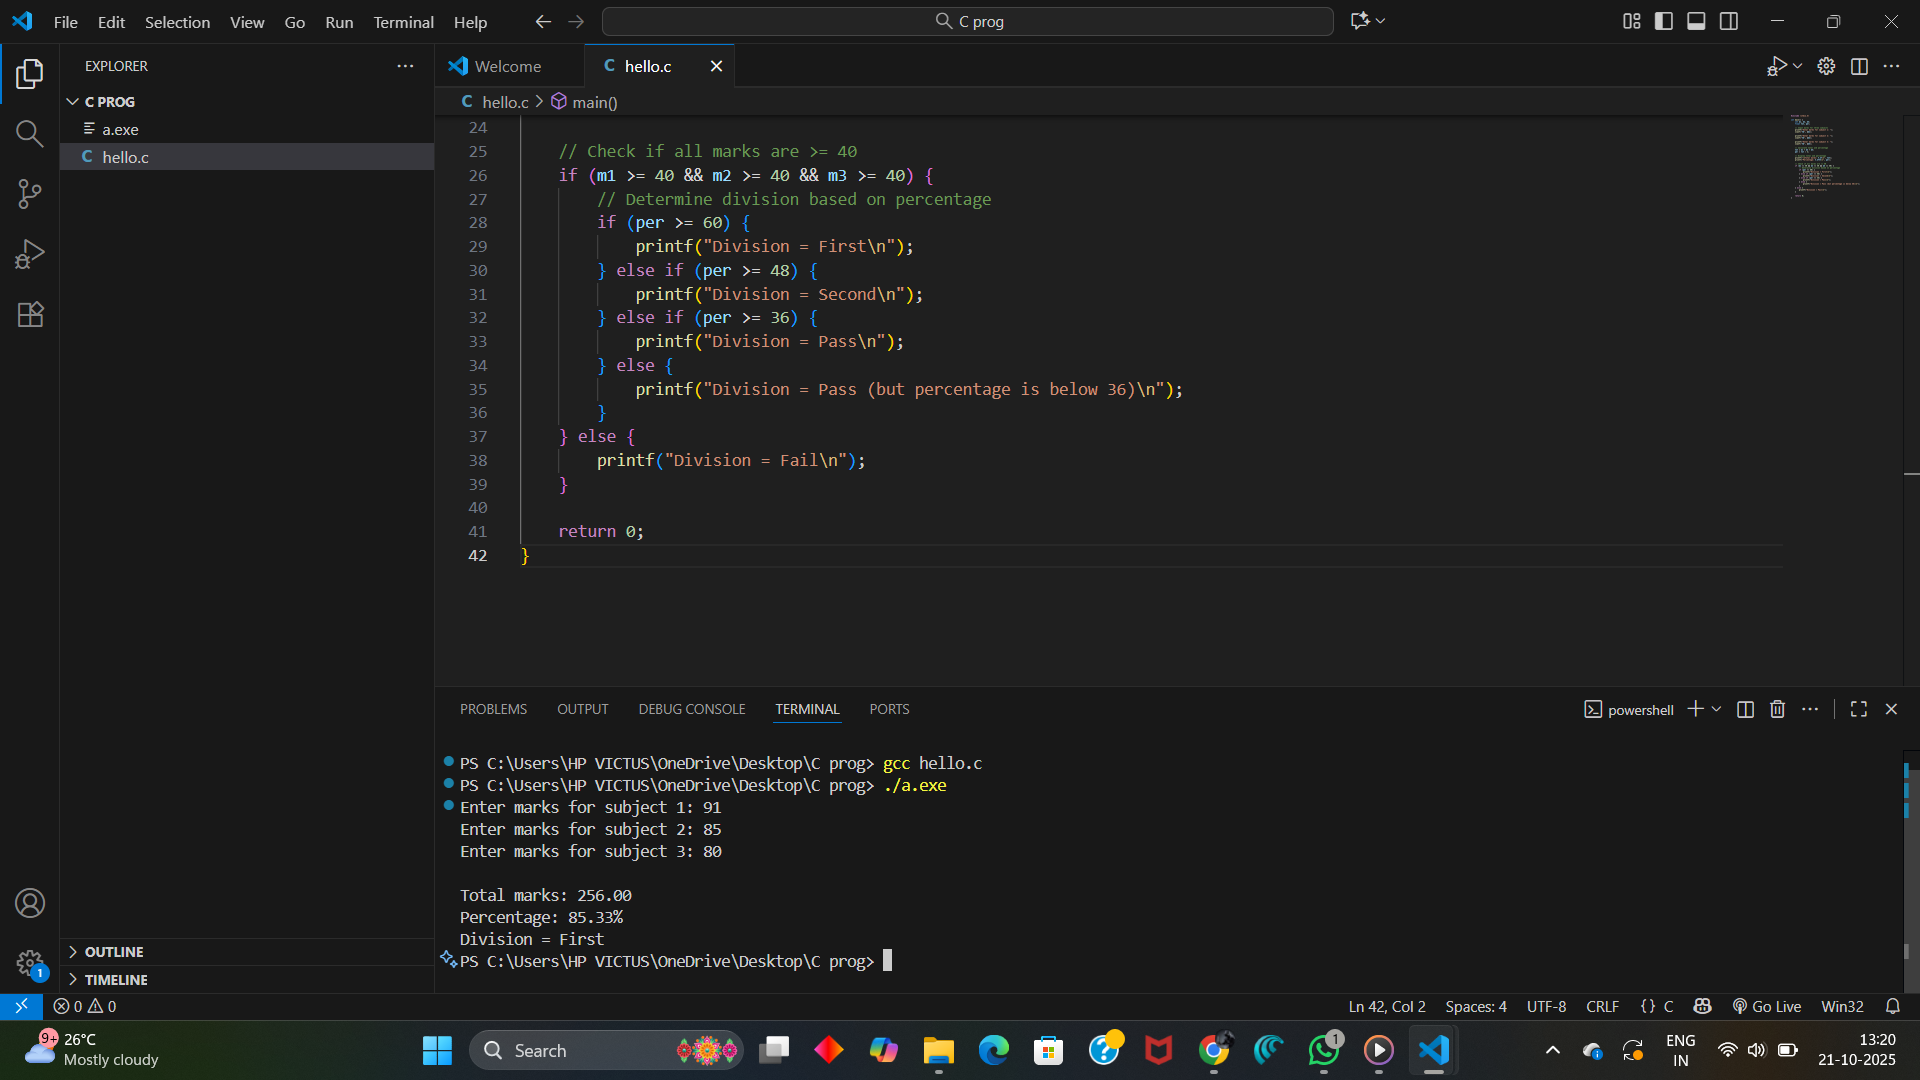 File Edit Selection View Go Run Terminal Help
C prog
EXPLORER
C PROG
a.exe
C hello.c
Welcome
C hello.c
C hello.c > main()
24
25 // Check if all marks are >= 40
26 if (m1 >= 40 && m2 >= 40 && m3 >= 40) {
27 // Determine division based on percentage
28 if (per >= 60) {
29 printf("Division = First\n");
30 } else if (per >= 48) {
31 printf("Division = Second\n");
32 } else if (per >= 36) {
33 printf("Division = Pass\n");
34 } else {
35 printf("Division = Pass (but percentage is below 36)\n");
36 }
37 } else {
38 printf("Division = Fail\n");
39 }
40
41 return 0;
42 }
PROBLEMS OUTPUT DEBUG CONSOLE TERMINAL PORTS
powershell
PS C:\Users\HP VICTUS\OneDrive\Desktop\C prog> gcc hello.c
PS C:\Users\HP VICTUS\OneDrive\Desktop\C prog> ./a.exe
Enter marks for subject 1: 91
Enter marks for subject 2: 85
Enter marks for subject 3: 80
Total marks: 256.00
Percentage: 85.33%
Division = First
PS C:\Users\HP VICTUS\OneDrive\Desktop\C prog>
OUTLINE
TIMELINE
1
0 0
Ln 42, Col 2 Spaces: 4 UTF-8 CRLF {} C Go Live Win32
9+
26°C
Mostly cloudy
Search
1
ENG
IN
13:20
21-10-2025